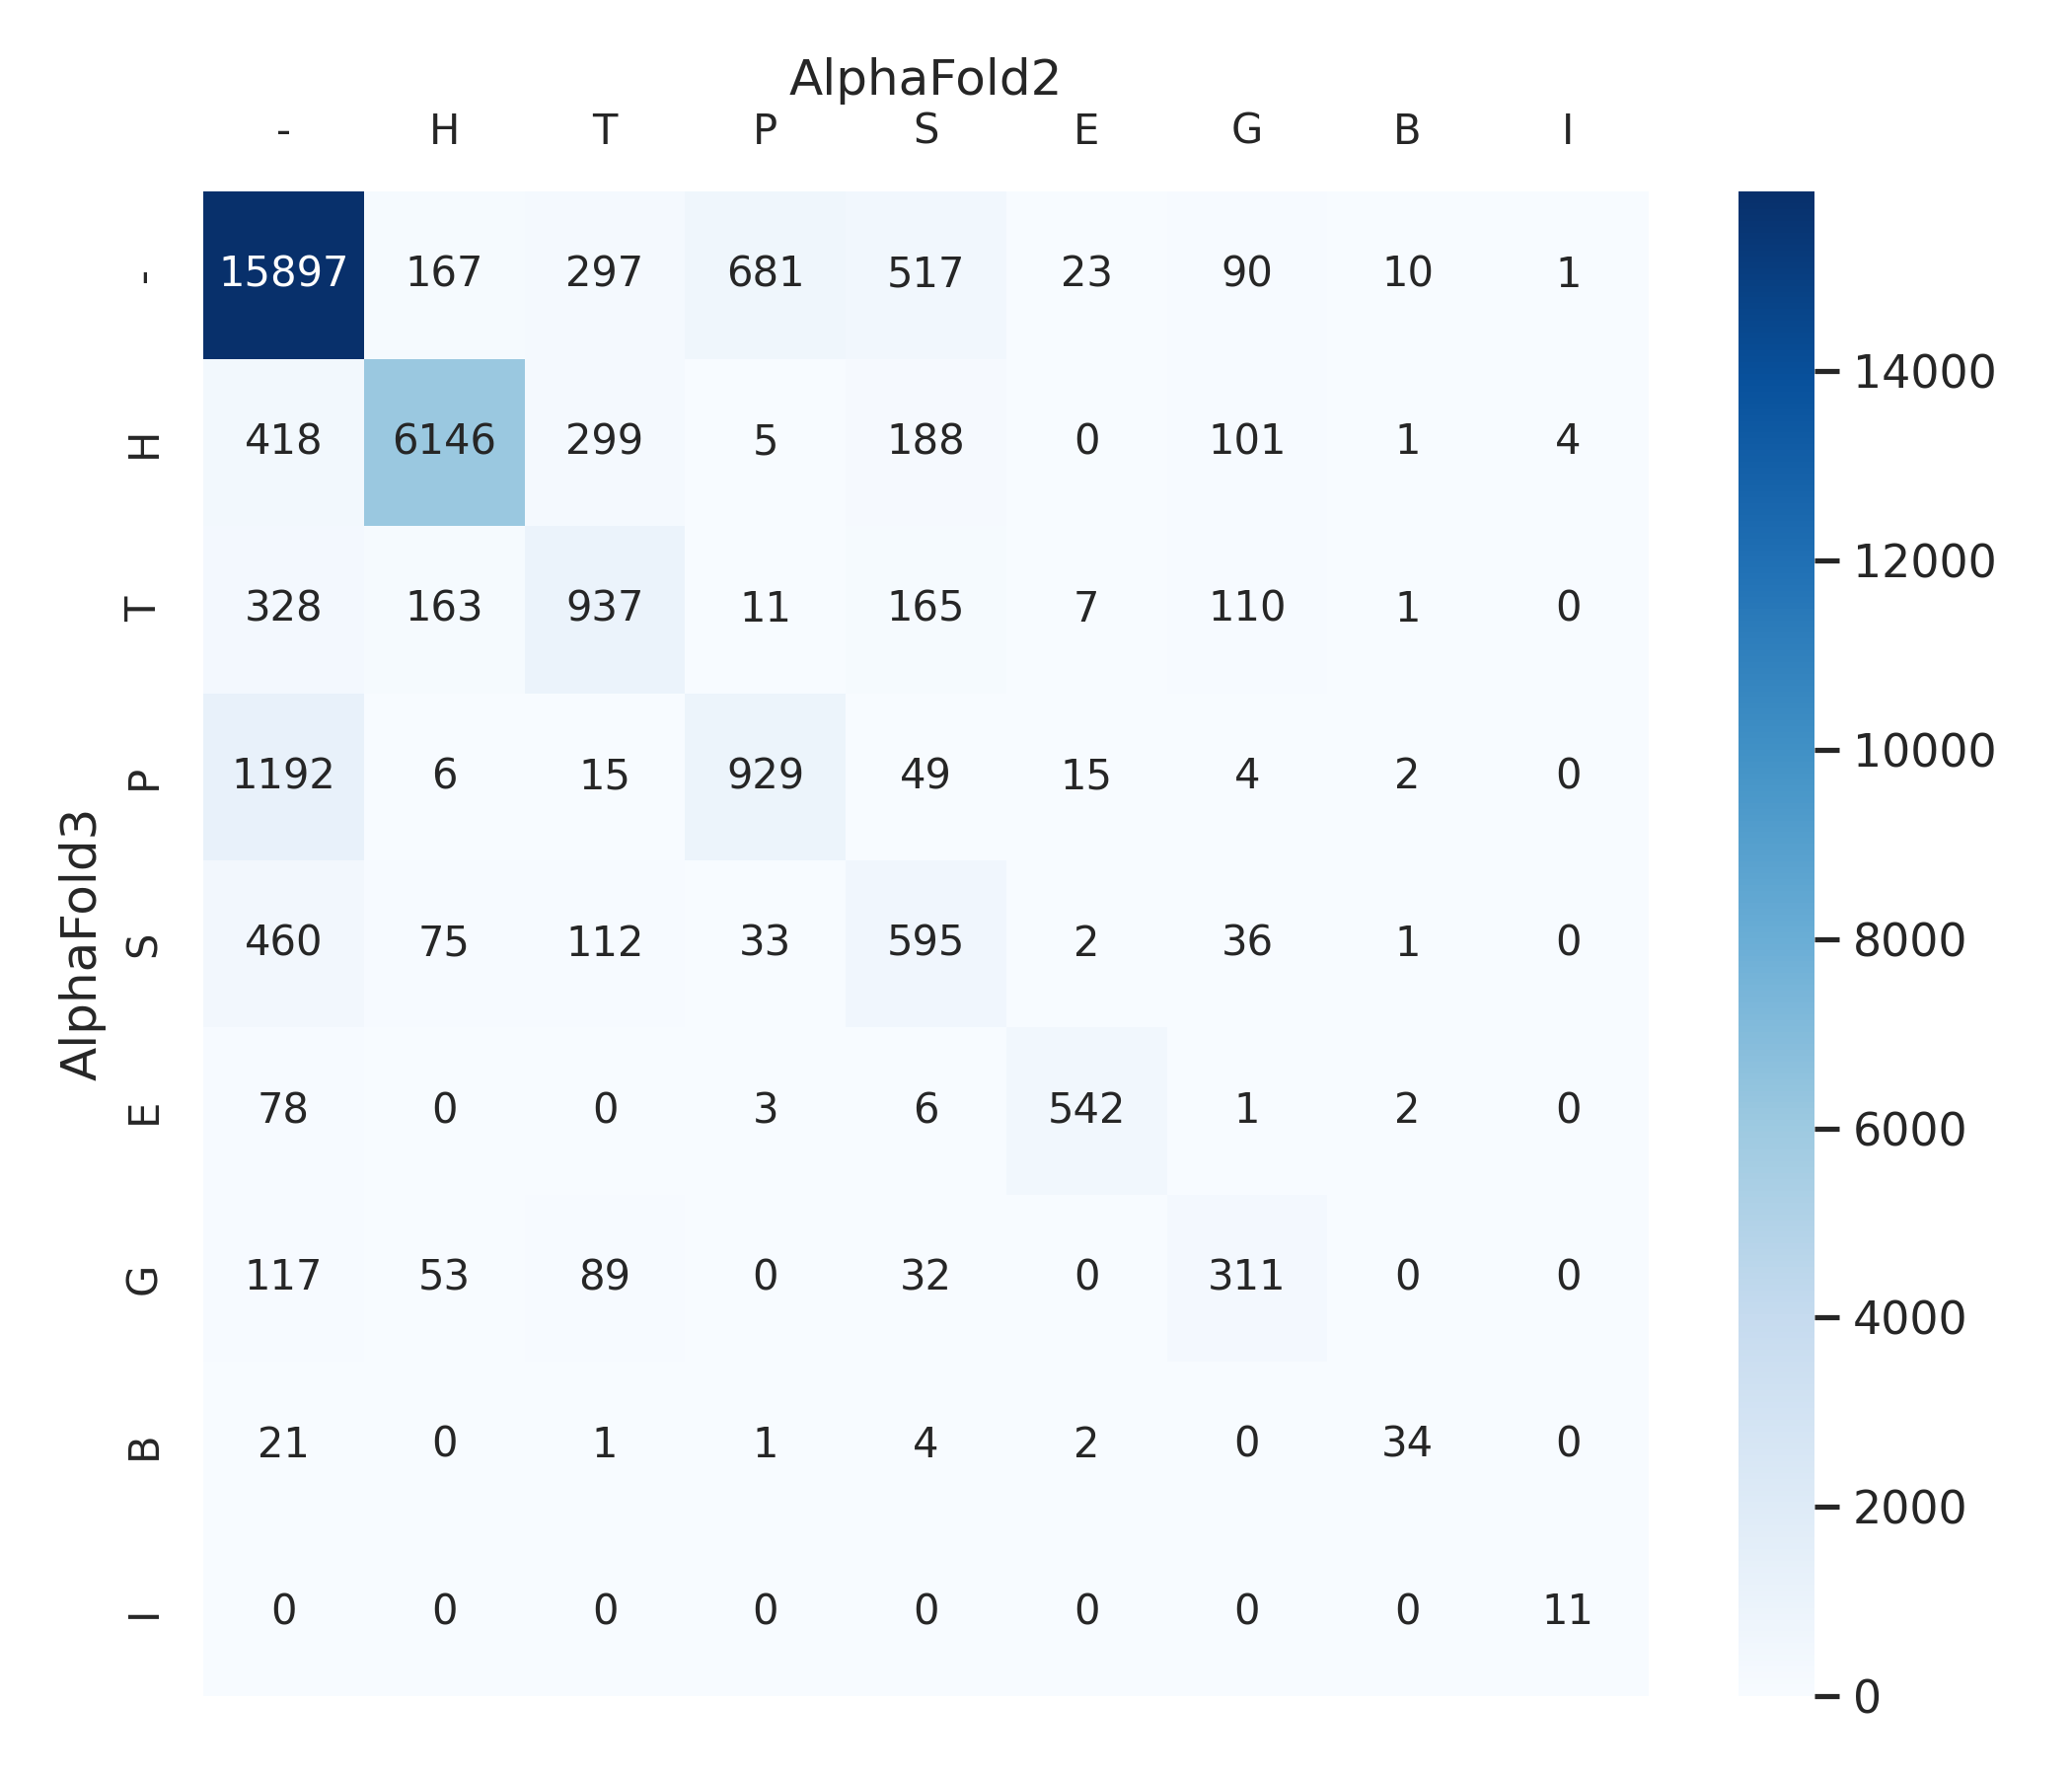 AlphaFold2
- H T P S E G B I
- 15897 167 297 681 517 23 90 10 1
H 418 6146 299 5 188 0 101 1 4
T 328 163 937 11 165 7 110 1 0
P 1192 6 15 929 49 15 4 2 0
S 460 75 112 33 595 2 36 1 0
E 78 0 0 3 6 542 1 2 0
G 117 53 89 0 32 0 311 0 0
B 21 0 1 1 4 2 0 34 0
I 0 0 0 0 0 0 0 0 11
AlphaFold3
14000
12000
10000
8000
6000
4000
2000
0